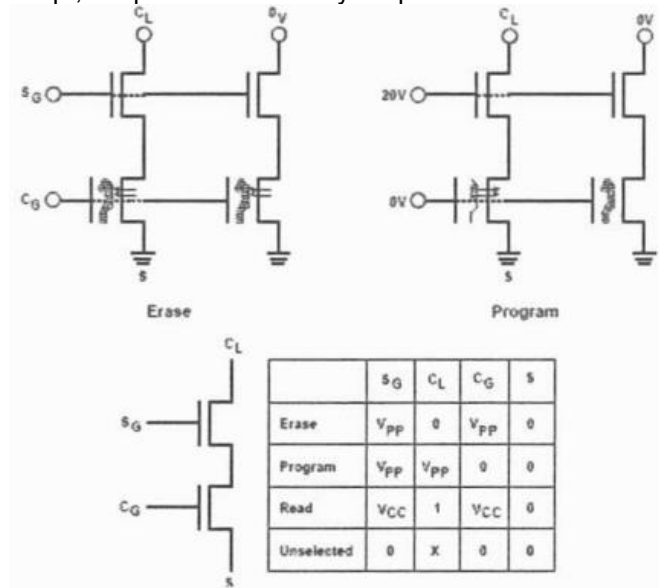 C_L 0V C_L 0V
S_G 20V
C_G 0V
S S
Erase Program
C_L
S_G
C_G
S
S_G C_L C_G S
Erase V_PP 0 V_PP 0
Program V_PP V_PP 0 0
Read V_CC 1 V_CC 0
Unselected 0 X 0 0